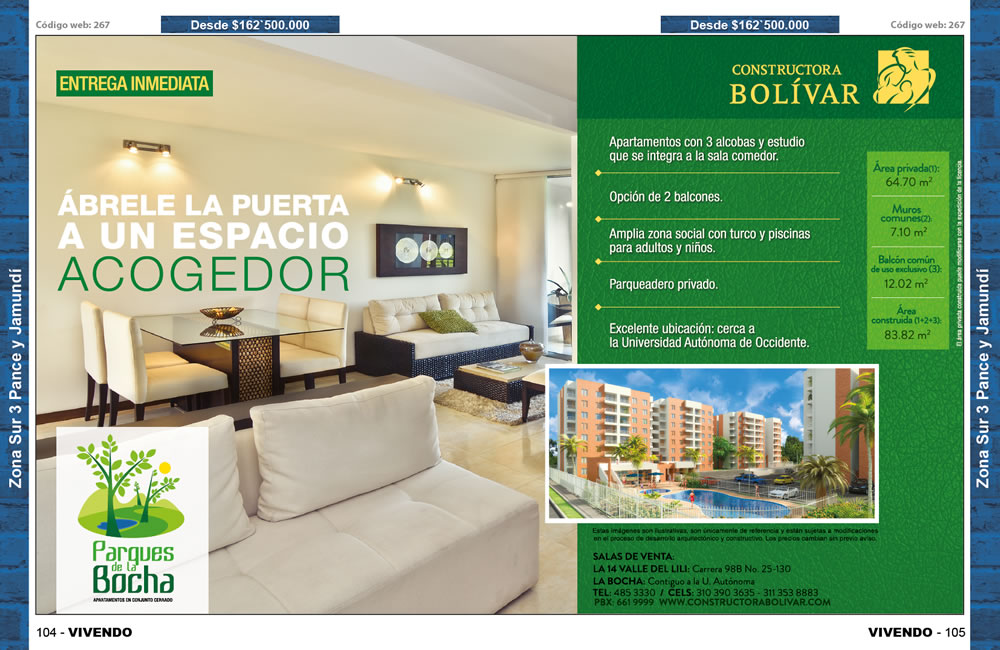 Código web: 267
Desde $162`500.000
Desde $162`500.000
Código web: 267
ENTREGA INMEDIATA
ÁBRELE LA PUERTA
A UN ESPACIO
ACOGEDOR
Parques
de la
Bocha
APARTAMENTOS EN CONJUNTO CERRADO
Zona Sur 3 Pance y Jamundí
104 - VIVENDO
CONSTRUCTORA
BOLÍVAR
Apartamentos con 3 alcobas y estudio
que se integra a la sala comedor.
Opción de 2 balcones.
Amplia zona social con turco y piscinas
para adultos y niños.
Parqueadero privado.
Excelente ubicación: cerca a
la Universidad Autónoma de Occidente.
Área privada(1):
64.70 m²
Muros
comunes(2):
7.10 m²
Balcón común
de uso exclusivo (3):
12.02 m²
Área
construida (1+2+3):
83.82 m²
El área privada construida puede modificarse con la expedición de la licencia.
Estas imágenes son ilustrativas, son únicamente de referencia y están sujetas a modificaciones
en el proceso de desarrollo arquitectónico y constructivo. Los precios cambian sin previo aviso.
SALAS DE VENTA:
LA 14 VALLE DEL LILI: Carrera 98B No. 25-130
LA BOCHA: Contiguo a la U. Autónoma
TEL: 485 3330 / CELS: 310 390 3635 - 311 353 8883
PBX: 661 9999 WWW.CONSTRUCTORABOLIVAR.COM
Zona Sur 3 Pance y Jamundí
VIVENDO - 105